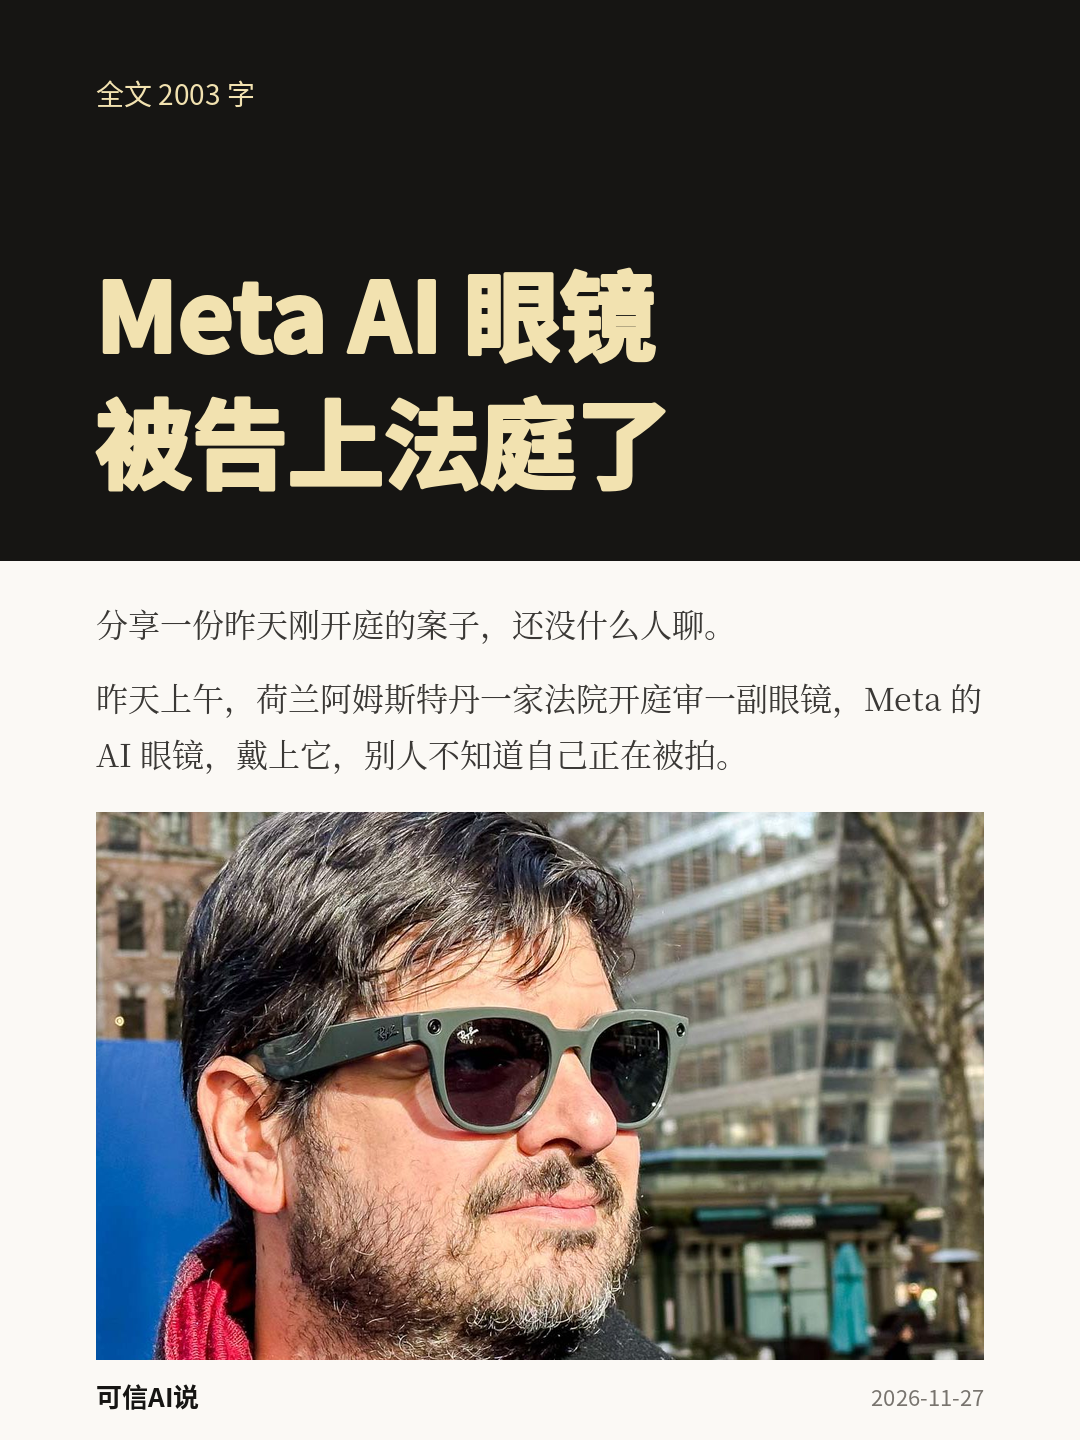 全文 2003 字
Meta AI 眼镜
被告上法庭了
分享一份昨天刚开庭的案子，还没什么人聊。
昨天上午，荷兰阿姆斯特丹一家法院开庭审一副眼镜，Meta 的
AI 眼镜，戴上它，别人不知道自己正在被拍。
Ray-Ban
可信AI说
2026-11-27